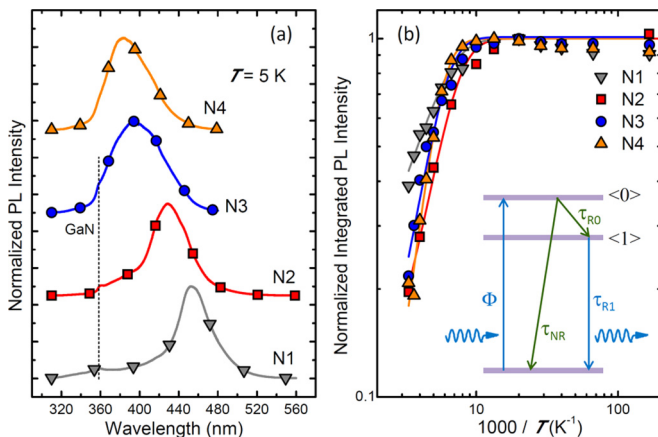 (a)
T = 5 K
N4
N3
GaN
N2
N1
Normalized PL Intensity
320 360 400 440 480 520 560
Wavelength (nm)
(b)
1
N1
N2
N3
N4
<0>
τR0
<1>
Φ
τNR
τR1
0.1
Normalized Integrated PL Intensity
10 100
1000 / T (K⁻¹)